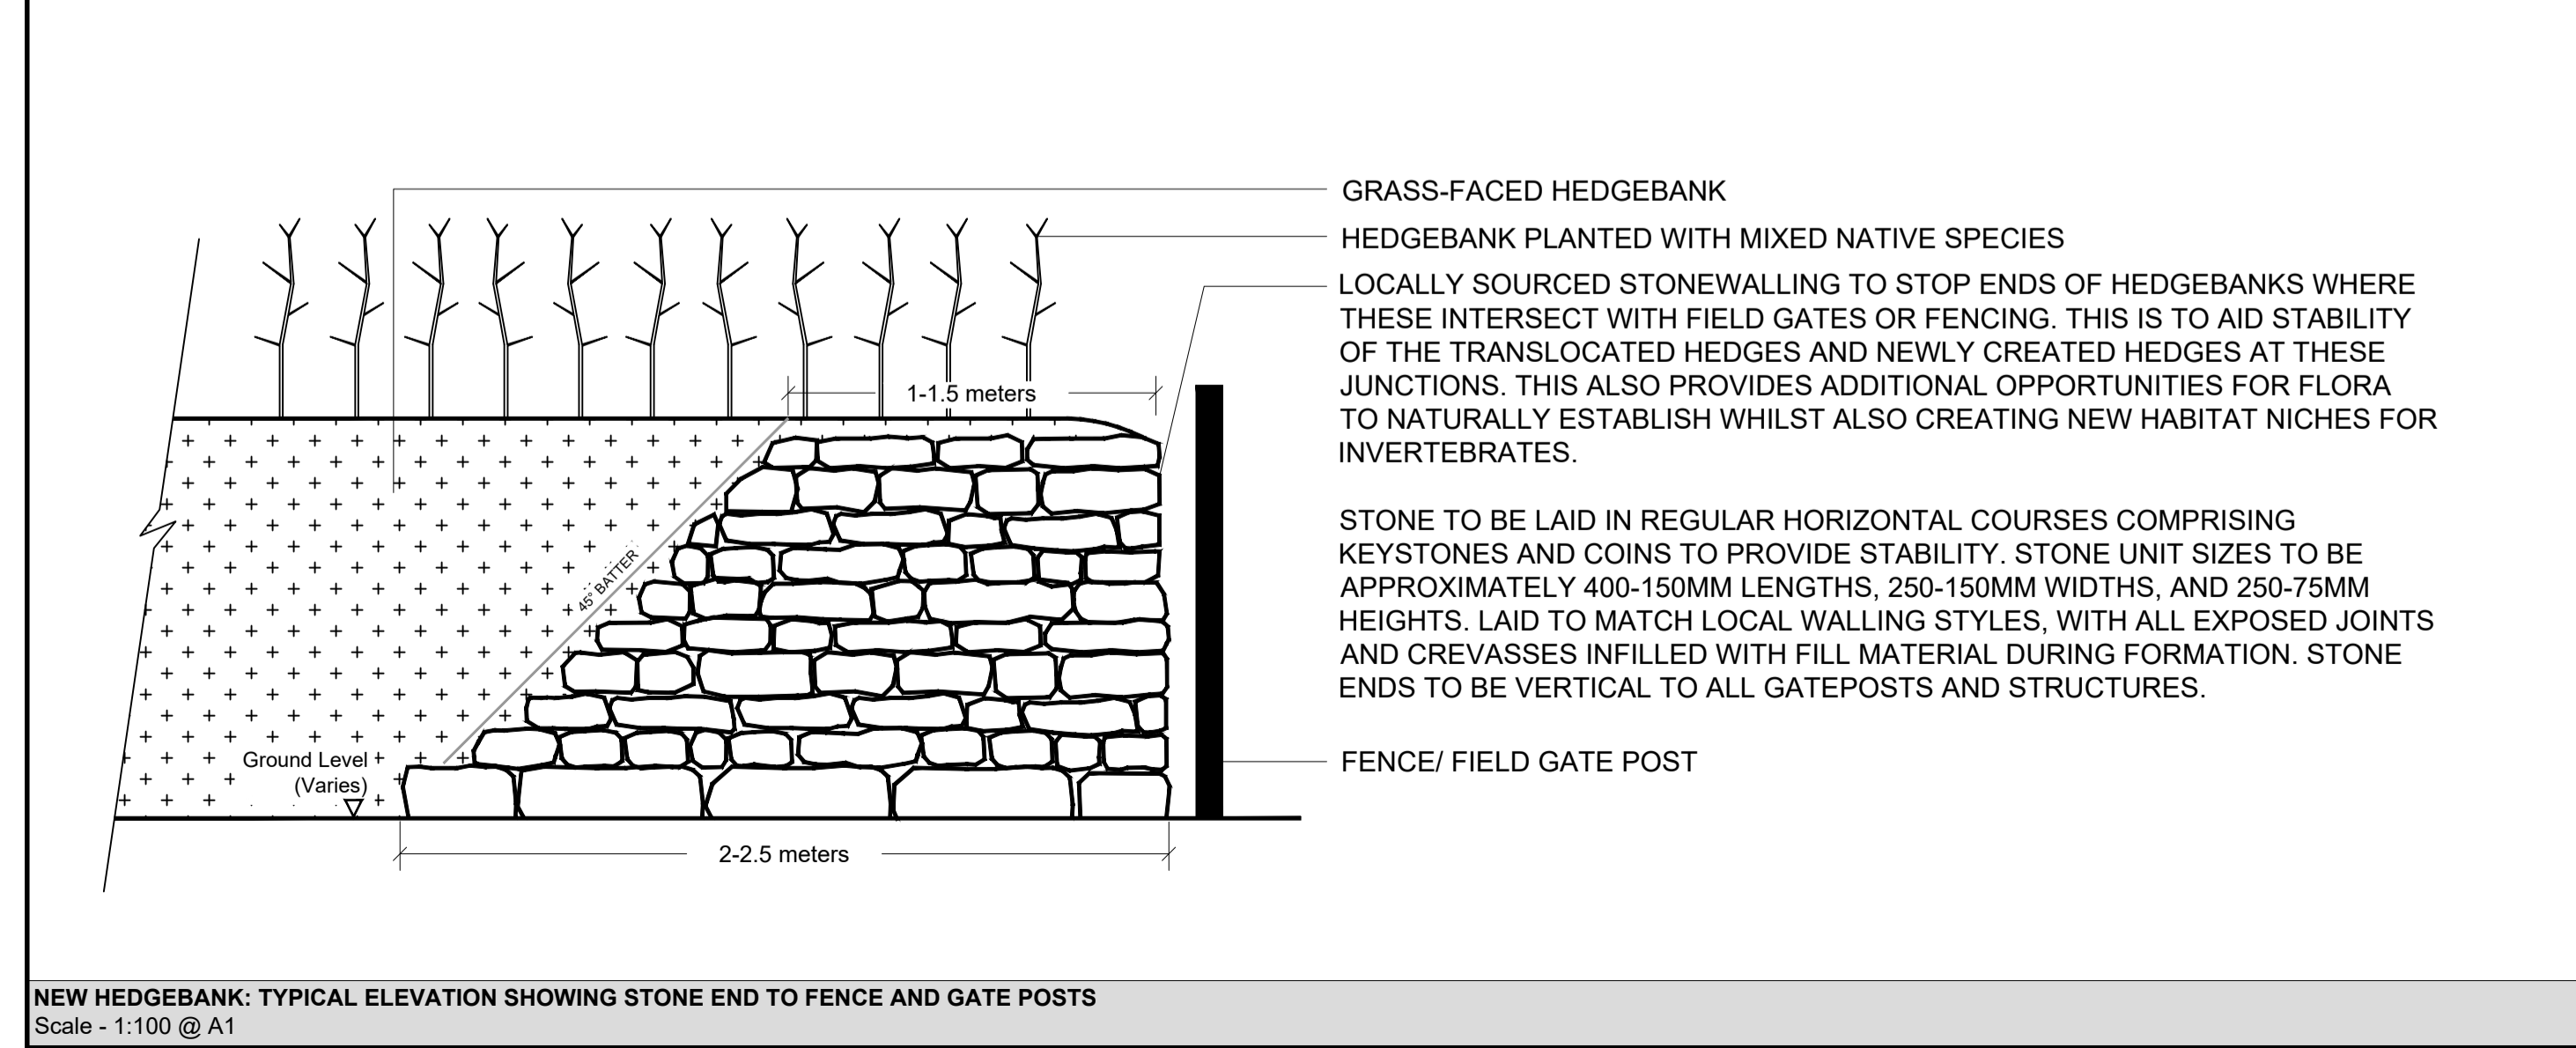 GRASS-FACED HEDGEBANK
HEDGEBANK PLANTED WITH MIXED NATIVE SPECIES
LOCALLY SOURCED STONEWALLING TO STOP ENDS OF HEDGEBANKS WHERE
THESE INTERSECT WITH FIELD GATES OR FENCING. THIS IS TO AID STABILITY
OF THE TRANSLOCATED HEDGES AND NEWLY CREATED HEDGES AT THESE
JUNCTIONS. THIS ALSO PROVIDES ADDITIONAL OPPORTUNITIES FOR FLORA
TO NATURALLY ESTABLISH WHILST ALSO CREATING NEW HABITAT NICHES FOR
INVERTEBRATES.
STONE TO BE LAID IN REGULAR HORIZONTAL COURSES COMPRISING
KEYSTONES AND COINS TO PROVIDE STABILITY. STONE UNIT SIZES TO BE
APPROXIMATELY 400-150MM LENGTHS, 250-150MM WIDTHS, AND 250-75MM
HEIGHTS. LAID TO MATCH LOCAL WALLING STYLES, WITH ALL EXPOSED JOINTS
AND CREVASSES INFILLED WITH FILL MATERIAL DURING FORMATION. STONE
ENDS TO BE VERTICAL TO ALL GATEPOSTS AND STRUCTURES.
FENCE/ FIELD GATE POST
1-1.5 meters
45° BATTER
Ground Level
(Varies)
2-2.5 meters
NEW HEDGEBANK: TYPICAL ELEVATION SHOWING STONE END TO FENCE AND GATE POSTS
Scale - 1:100 @ A1